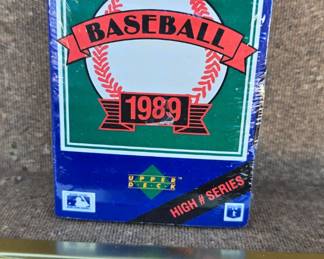 BASEBALL
1989
UPPER
DECK
HIGH # SERIES